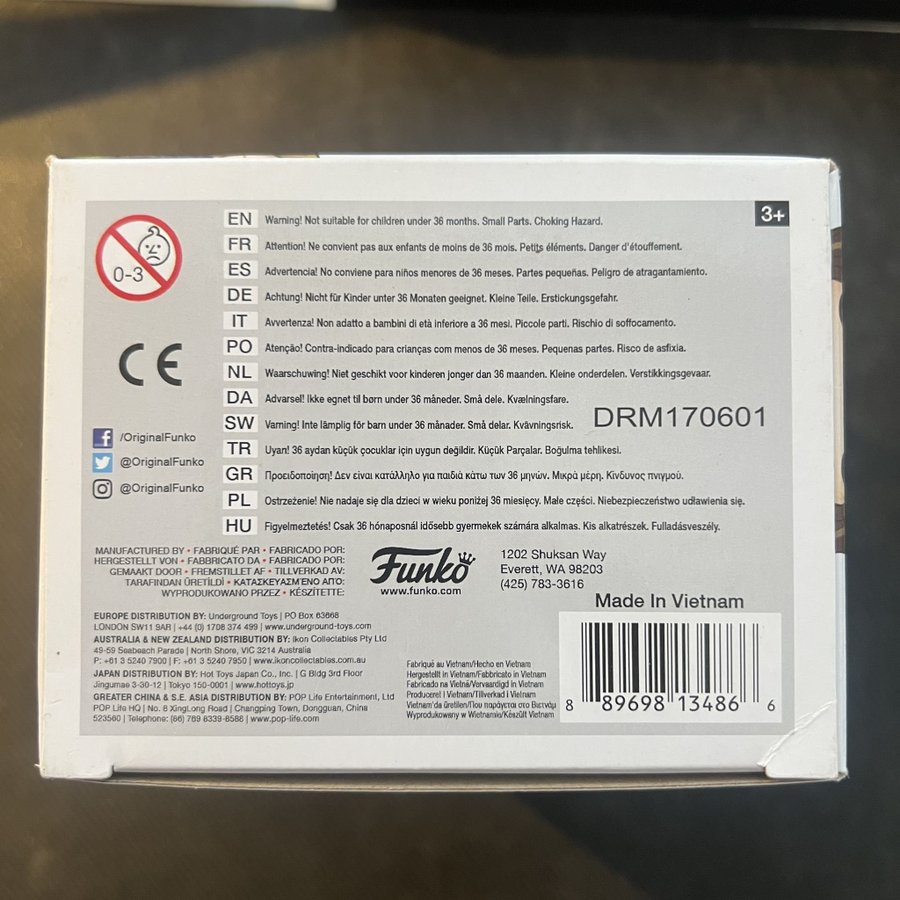 3+
0-3
EN Warning! Not suitable for children under 36 months. Small Parts. Choking Hazard.
FR Attention! Ne convient pas aux enfants de moins de 36 mois. Petits éléments. Danger d'étouffement.
ES Advertencia! No conviene para niños menores de 36 meses. Partes pequeñas. Peligro de atragantamiento.
DE Achtung! Nicht für Kinder unter 36 Monaten geeignet. Kleine Teile. Erstickungsgefahr.
IT Avvertenza! Non adatto a bambini di età inferiore a 36 mesi. Piccole parti. Rischio di soffocamento.
PO Atenção! Contra-indicado para crianças com menos de 36 meses. Pequenas partes. Risco de asfixia.
NL Waarschuwing! Niet geschikt voor kinderen jonger dan 36 maanden. Kleine onderdelen. Verstikkingsgevaar.
DA Advarsel! Ikke egnet til børn under 36 måneder. Små dele. Kvælningsfare.
SW Varning! Inte lämplig för barn under 36 månader. Små delar. Kvävningsrisk.
TR Uyarı! 36 aydan küçük çocuklar için uygun değildir. Küçük Parçalar. Boğulma tehlikesi.
GR Προειδοποίηση! Δεν είναι κατάλληλο για παιδιά κάτω των 36 μηνών. Μικρά μέρη. Κίνδυνος πνιγμού.
PL Ostrzeżenie! Nie nadaje się dla dzieci w wieku poniżej 36 miesięcy. Małe części. Niebezpieczeństwo udławienia się.
HU Figyelmeztetés! Csak 36 hónaposnál idősebb gyermekek számára alkalmas. Kis alkatrészek. Fulladásveszély.
DRM170601
CE
/OriginalFunko
@OriginalFunko
@OriginalFunko
MANUFACTURED BY • FABRIQUÉ PAR • FABRICADO POR:
HERGESTELLT VON • FABBRICATO DA • FABRICADO POR:
GEMAAKT DOOR • FREMSTILLET AF • TILLVERKAD AV:
TARAFINDAN ÜRETİLDİ • ΚΑΤΑΣΚΕΥΑΣΜΈΝΟ ΑΠΌ:
WYPRODUKOWANO PRZEZ • KÉSZÍTETTE:
Funko
www.funko.com
1202 Shuksan Way
Everett, WA 98203
(425) 783-3616
Made In Vietnam
EUROPE DISTRIBUTION BY: Underground Toys | PO Box 63668
LONDON SW11 9AR | +44 (0) 1708 374 499 | www.underground-toys.com
AUSTRALIA & NEW ZEALAND DISTRIBUTION BY: Ikon Collectables Pty Ltd
49-59 Seabeach Parade | North Shore, VIC 3214 Australia
P: +61 3 5240 7900 | F: +61 3 5240 7950 | www.ikoncollectables.com.au
JAPAN DISTRIBUTION BY: Hot Toys Japan Co., Inc. | G Bldg 3rd Floor
Jingumae 3-30-12 | Tokyo 150-0001 | www.hottoys.jp
GREATER CHINA & S.E. ASIA DISTRIBUTION BY: POP Life Entertainment, Ltd
POP Life HQ | No. 8 XingLong Road | Changping Town, Dongguan, China
523560 | Telephone: (86) 769 8339-8588 | www.pop-life.com
Fabriqué au Vietnam/Hecho en Vietnam
Hergestellt in Vietnam/Fabbricato in Vietnam
Fabricado na Vietnã/Vervaardigd in Vietnam
Produceret i Vietnam/Tillverkad i Vietnam
Vietnam'da üretilen/Που παράγεται στο Βιετνάμ
Wyprodukowany w Wietnamie/Készült Vietnam
8 89698 13486 6